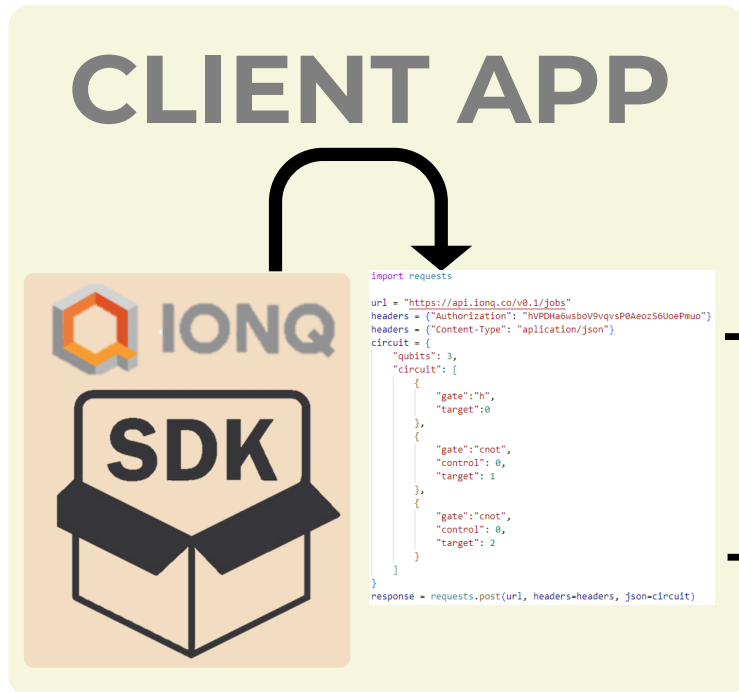 CLIENT APP
IONQ
SDK
import requests
url = "https://api.ionq.co/v0.1/jobs"
headers = {"Authorization": "hVPDHa6wsboV9vqvsP0AeozS6UoePmuo"}
headers = {"Content-Type": "aplication/json"}
circuit = {
    "qubits": 3,
    "circuit": [
        {
            "gate":"h",
            "target":0
        },
        {
            "gate":"cnot",
            "control": 0,
            "target": 1
        },
        {
            "gate":"cnot",
            "control": 0,
            "target": 2
        }
    ]
}
response = requests.post(url, headers=headers, json=circuit)